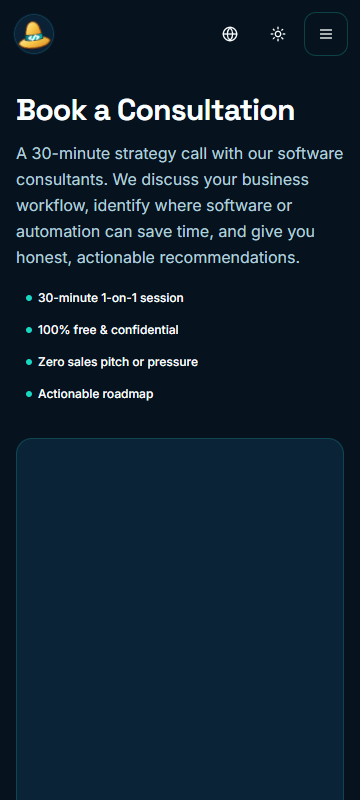 Book a Consultation
A 30-minute strategy call with our software
consultants. We discuss your business
workflow, identify where software or
automation can save time, and give you
honest, actionable recommendations.
30-minute 1-on-1 session
100% free & confidential
Zero sales pitch or pressure
Actionable roadmap